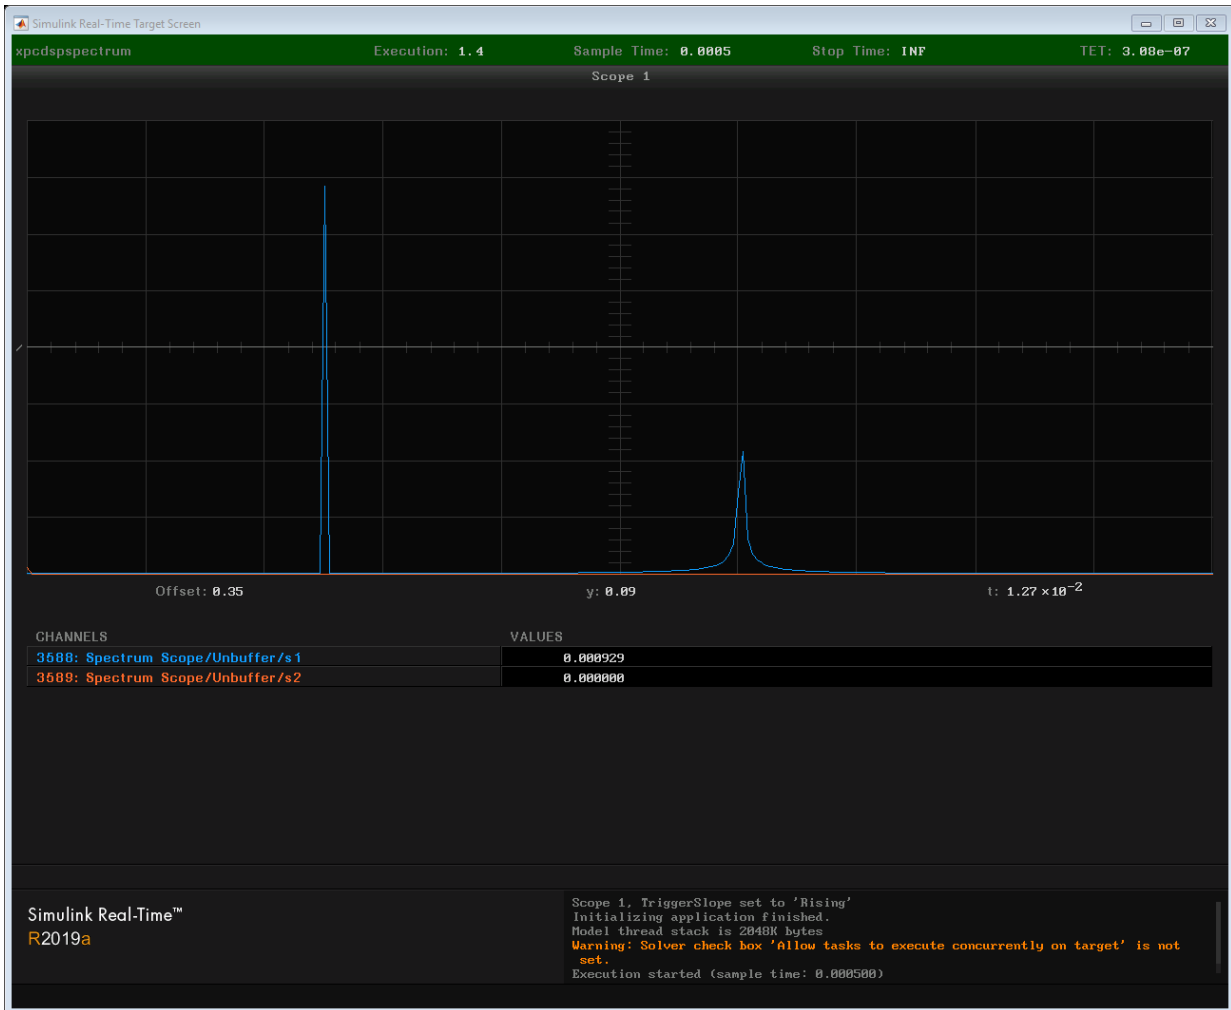 Simulink Real-Time Target Screen
xpcdspspectrum Execution: 1.4 Sample Time: 0.0005 Stop Time: INF TET: 3.08e-07
Scope 1
Offset: 0.35 y: 0.09 t: 1.27 ×10⁻²
CHANNELS VALUES
3588: Spectrum Scope/Unbuffer/s1 0.000929
3589: Spectrum Scope/Unbuffer/s2 0.000000
Simulink Real-Time™
R2019a
Scope 1, TriggerSlope set to 'Rising'
Initializing application finished.
Model thread stack is 2048K bytes
Warning: Solver check box 'Allow tasks to execute concurrently on target' is not
set.
Execution started (sample time: 0.000500)